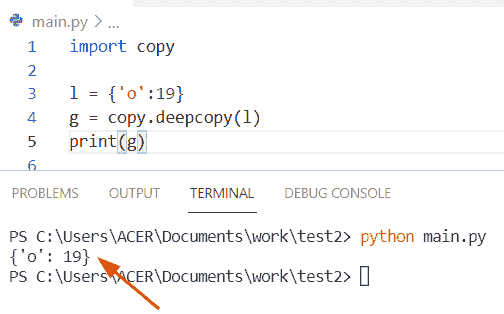 main.py > ...
1 import copy
2
3 l = {'o':19}
4 g = copy.deepcopy(l)
5 print(g)
6
PROBLEMS OUTPUT TERMINAL DEBUG CONSOLE
PS C:\Users\ACER\Documents\work\test2> python main.py
{'o': 19}
PS C:\Users\ACER\Documents\work\test2>